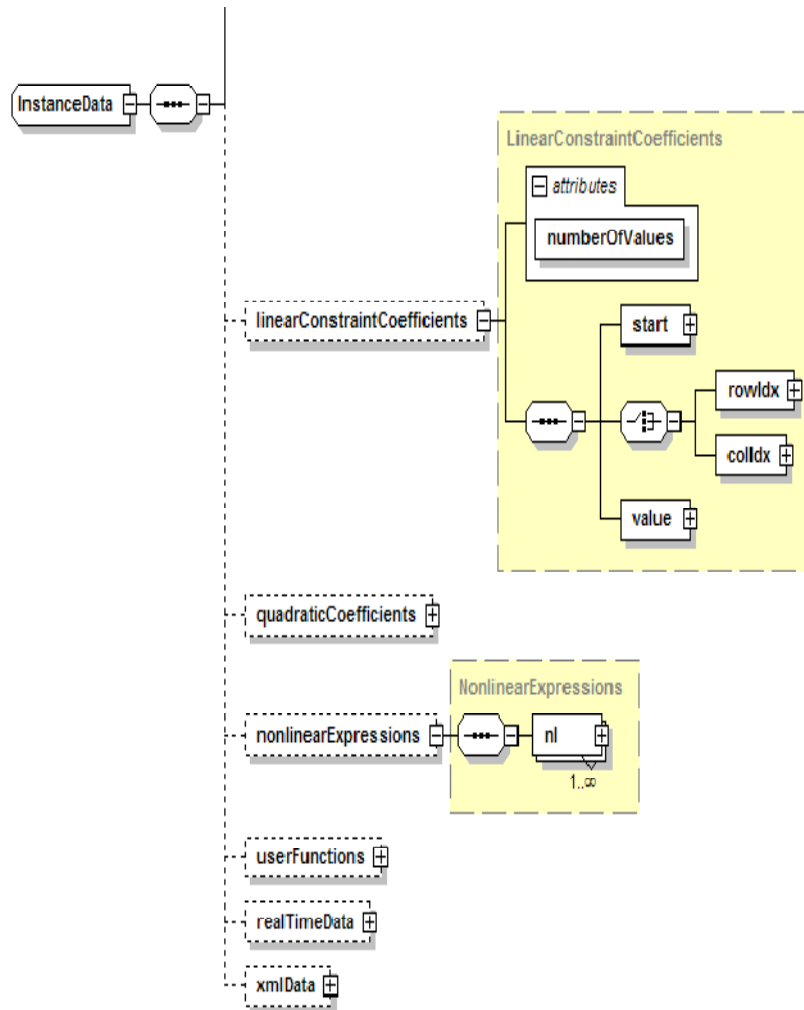 InstanceData
LinearConstraintCoefficients
attributes
numberOfValues
linearConstraintCoefficients
start
rowIdx
colIdx
value
quadraticCoefficients
NonlinearExpressions
nonlinearExpressions
nl
1..∞
userFunctions
realTimeData
xmlData